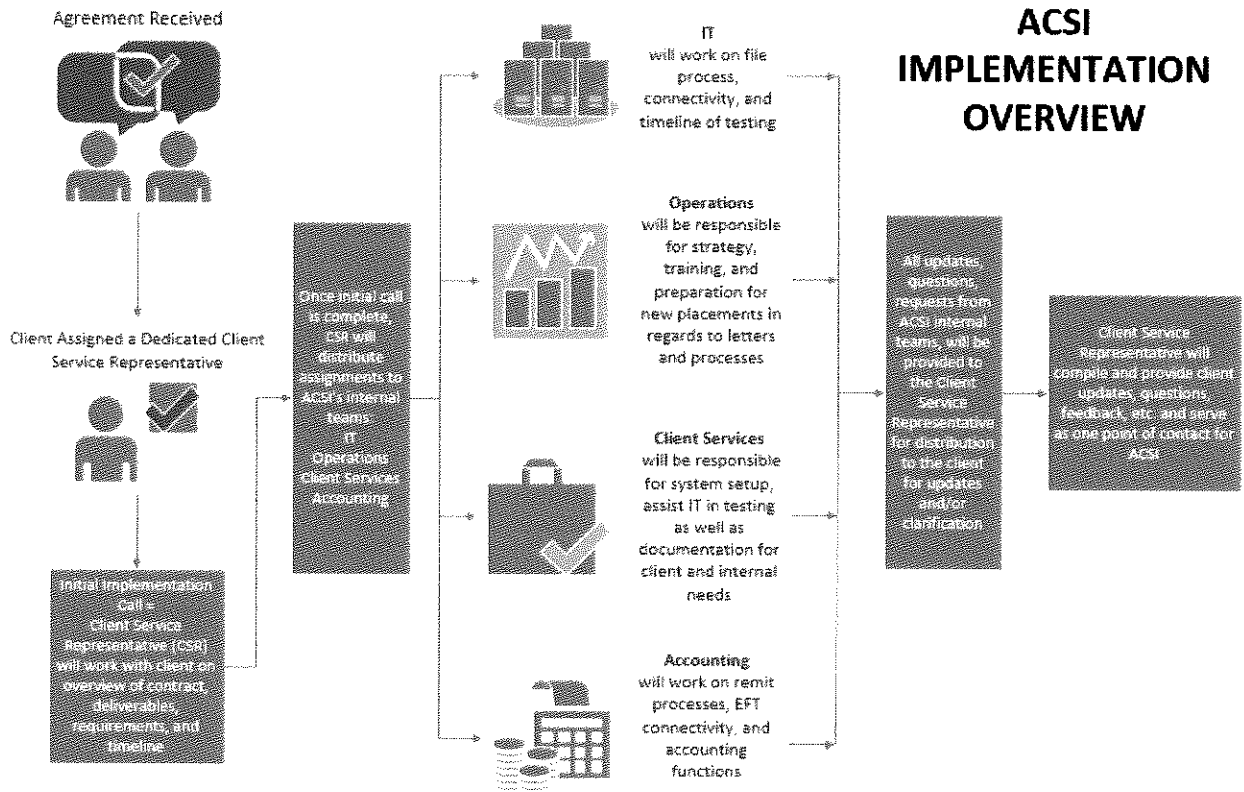 ACSI
IMPLEMENTATION
OVERVIEW
Agreement Received
Client Assigned a Dedicated Client
Service Representative
Initial Implementation
Call =
Client Service
Representative (CSR)
will work with client on
overview of contract,
deliverables,
requirements, and
timeline
Once initial call
is complete,
CSR will
distribute
assignments to
ACSI's internal
teams
IT
Operations
Client Services
Accounting
IT
will work on file
process,
connectivity, and
timeline of testing
Operations
will be responsible
for strategy,
training, and
preparation for
new placements in
regards to letters
and processes
Client Services
will be responsible
for system setup,
assist IT in testing
as well as
documentation for
client and internal
needs
Accounting
will work on remit
processes, EFT
connectivity, and
accounting
functions
All updates,
questions,
requests from
ACSI internal
teams, will be
provided to
the Client
Service
Representative
for distribution
to the client
for updates
and/or
clarification
Client Service
Representative will
compile and provide client
updates, questions,
feedback, etc. and serve
as one point of contact for
ACSI